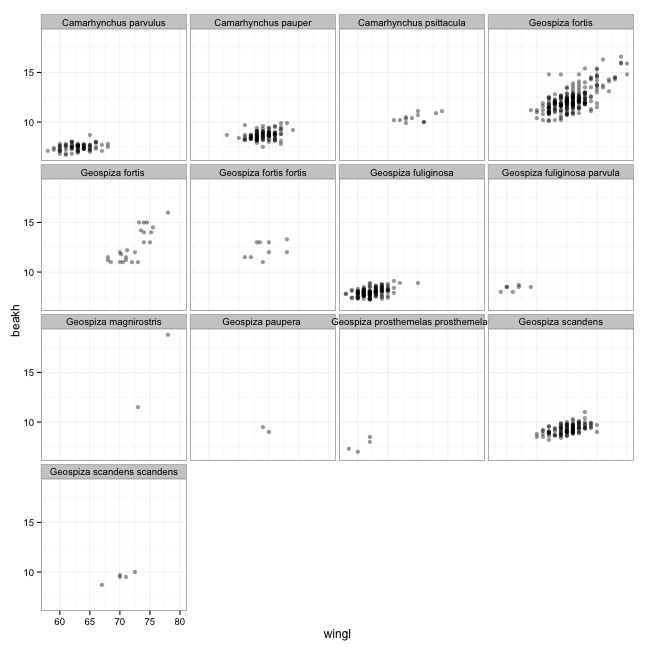 Camarhynchus parvulus Camarhynchus pauper Camarhynchus psittacula Geospiza fortis
15
10
Geospiza fortis Geospiza fortis fortis Geospiza fuliginosa Geospiza fuliginosa parvula
15
10
beakh
Geospiza magnirostris Geospiza paupera Geospiza prosthemelas prosthemela Geospiza scandens
15
10
Geospiza scandens scandens
15
10
60 65 70 75 80
wingl